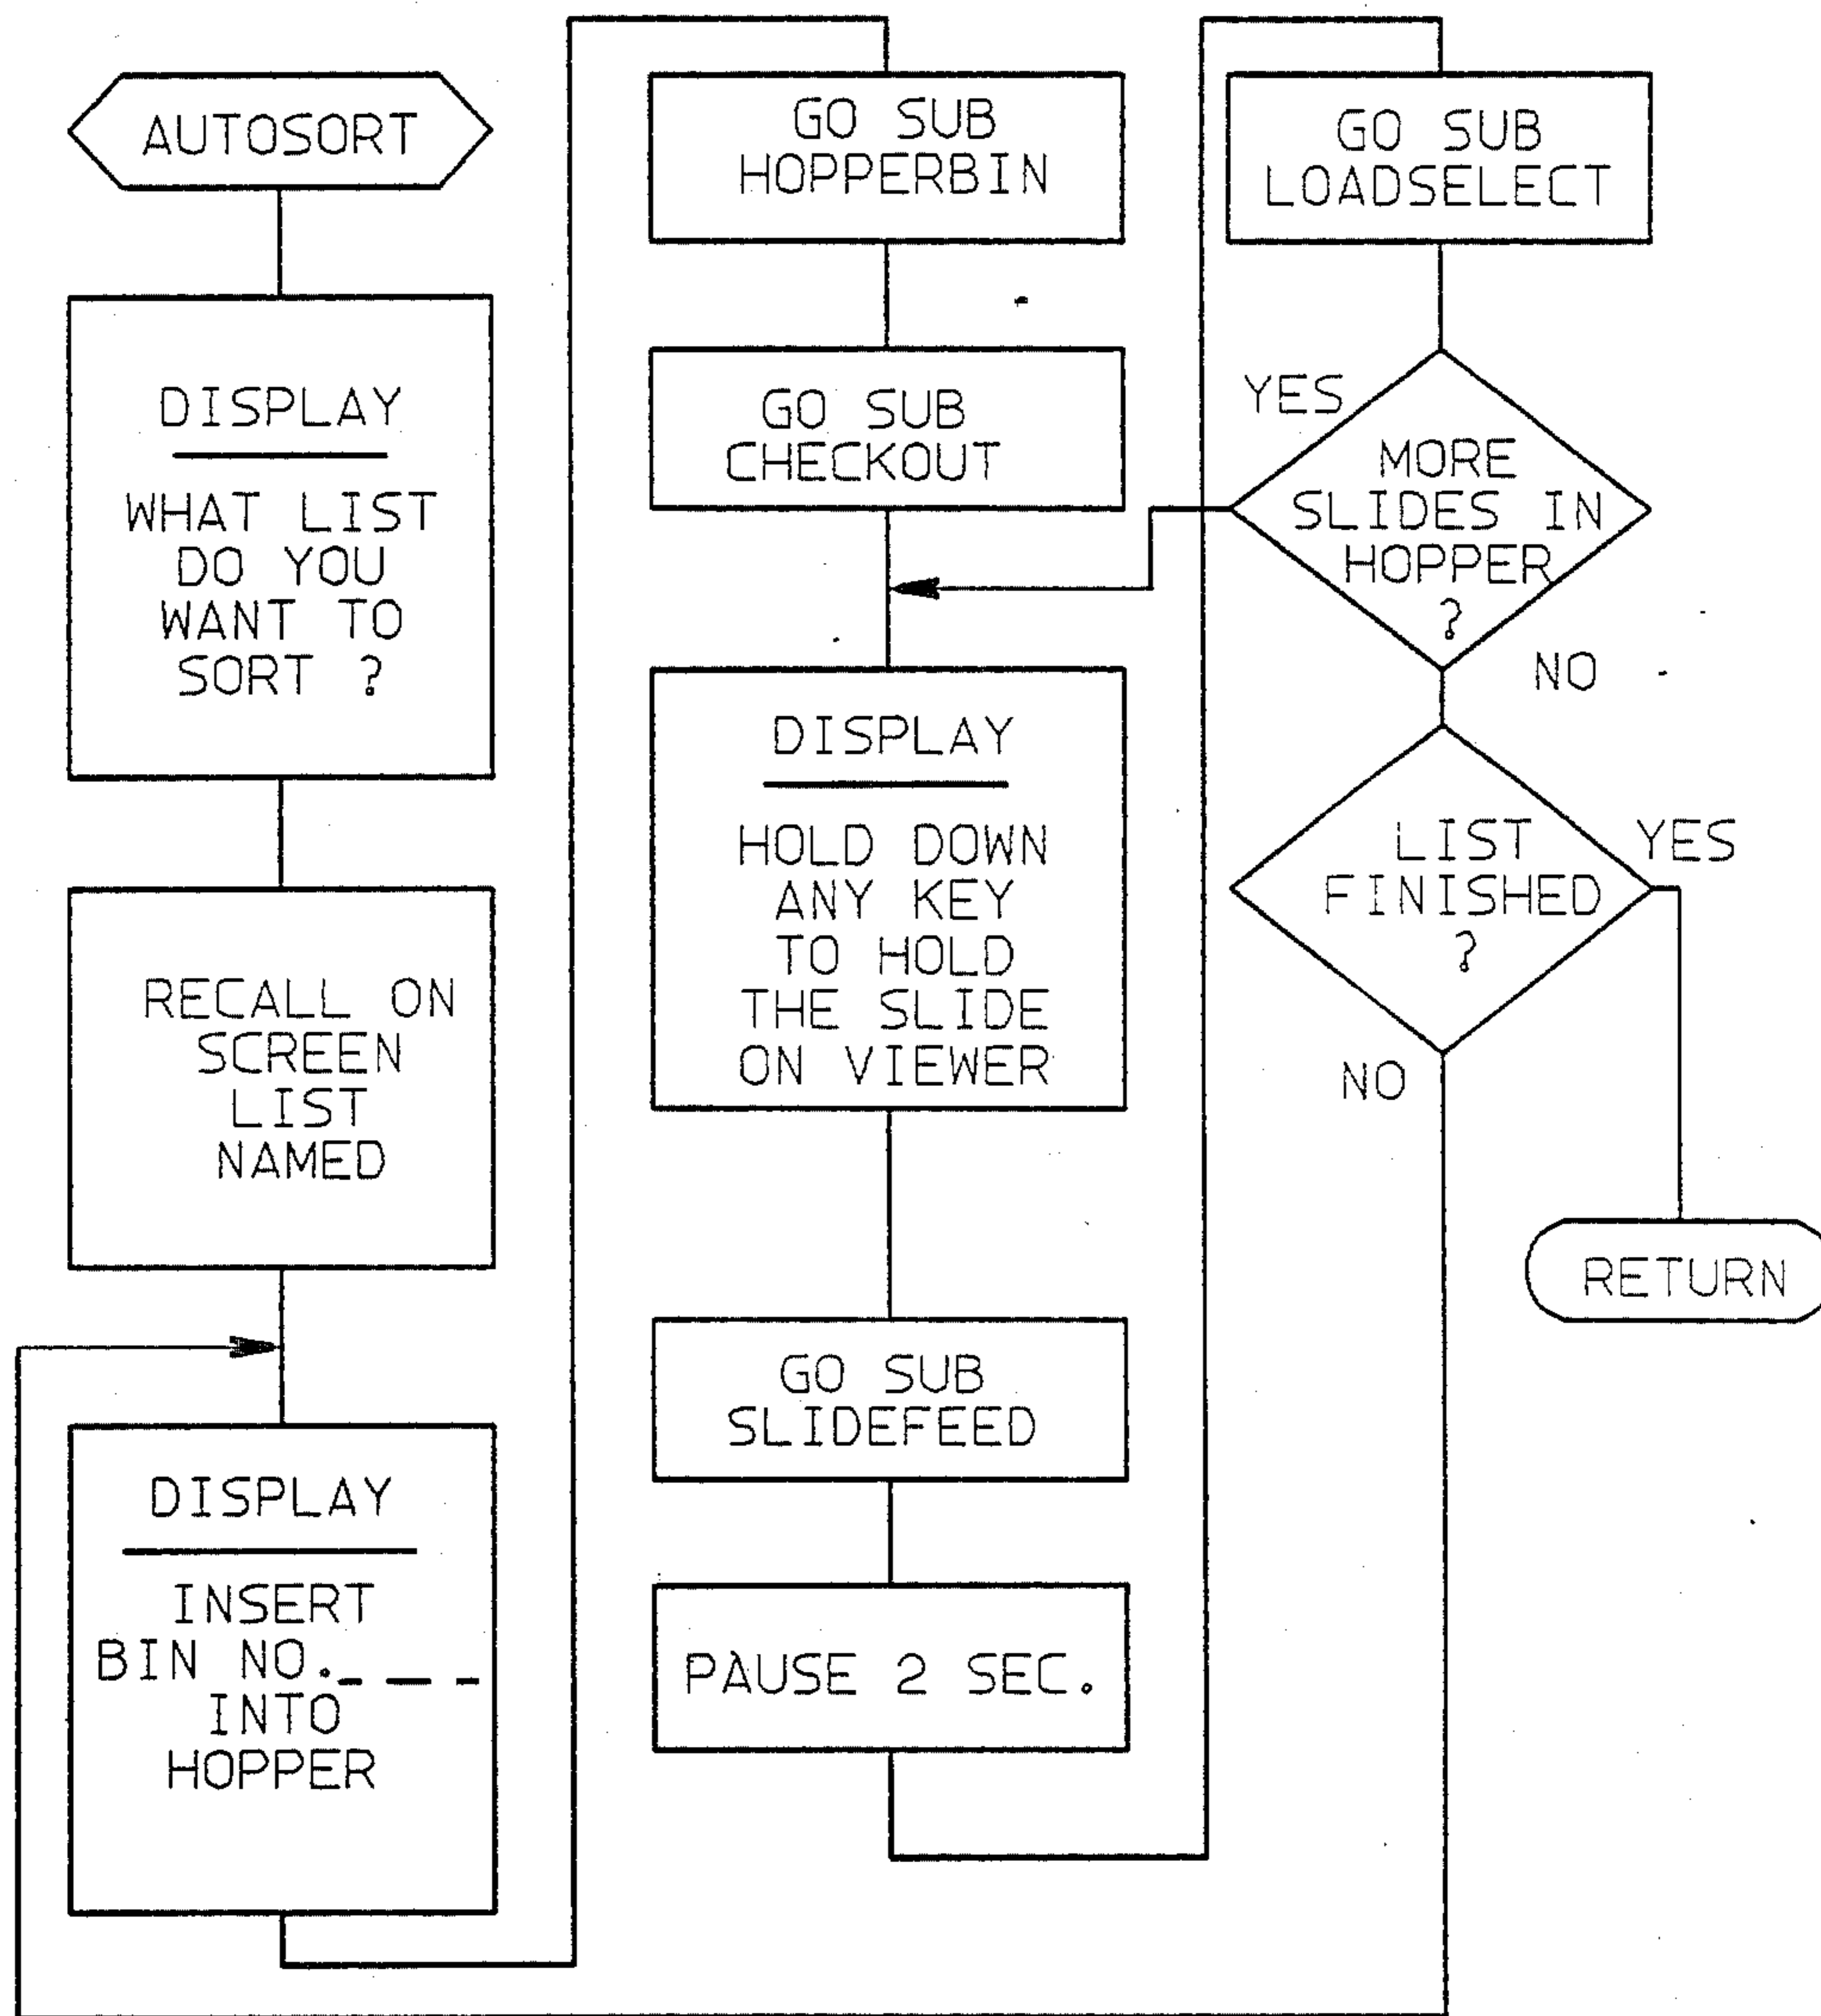 AUTOSORT
DISPLAY
WHAT LIST
DO YOU
WANT TO
SORT ?
RECALL ON
SCREEN
LIST
NAMED
DISPLAY
INSERT
BIN NO._ _ _
INTO
HOPPER
GO SUB
HOPPERBIN
GO SUB
CHECKOUT
DISPLAY
HOLD DOWN
ANY KEY
TO HOLD
THE SLIDE
ON VIEWER
GO SUB
SLIDEFEED
PAUSE 2 SEC.
GO SUB
LOADSELECT
YES
MORE
SLIDES IN
HOPPER
?
NO
LIST
FINISHED
?
YES
NO
RETURN